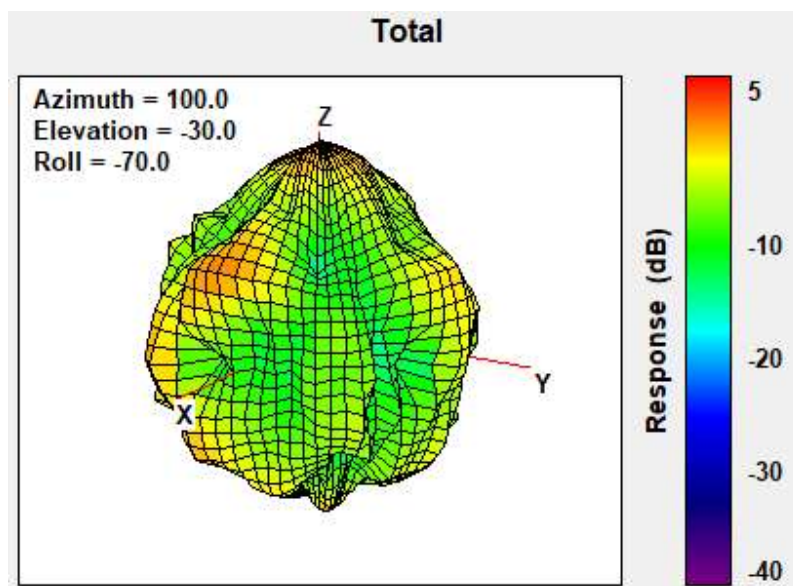 Total
Azimuth = 100.0
Elevation = -30.0
Roll = -70.0
Z
X
Y
Response (dB)
5
-10
-20
-30
-40